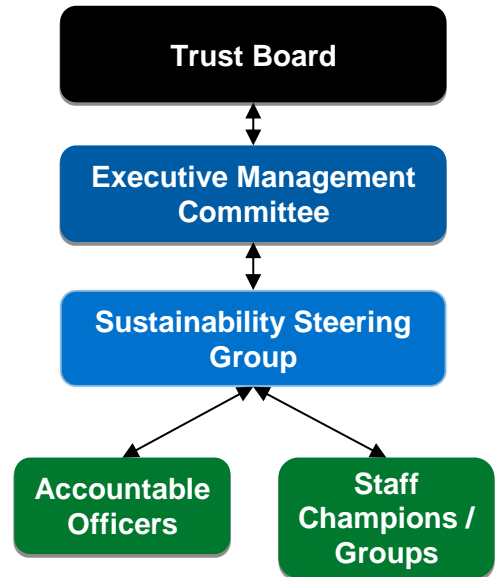 Trust Board
Executive Management
Committee
Sustainability Steering
Group
Accountable
Officers
Staff
Champions /
Groups